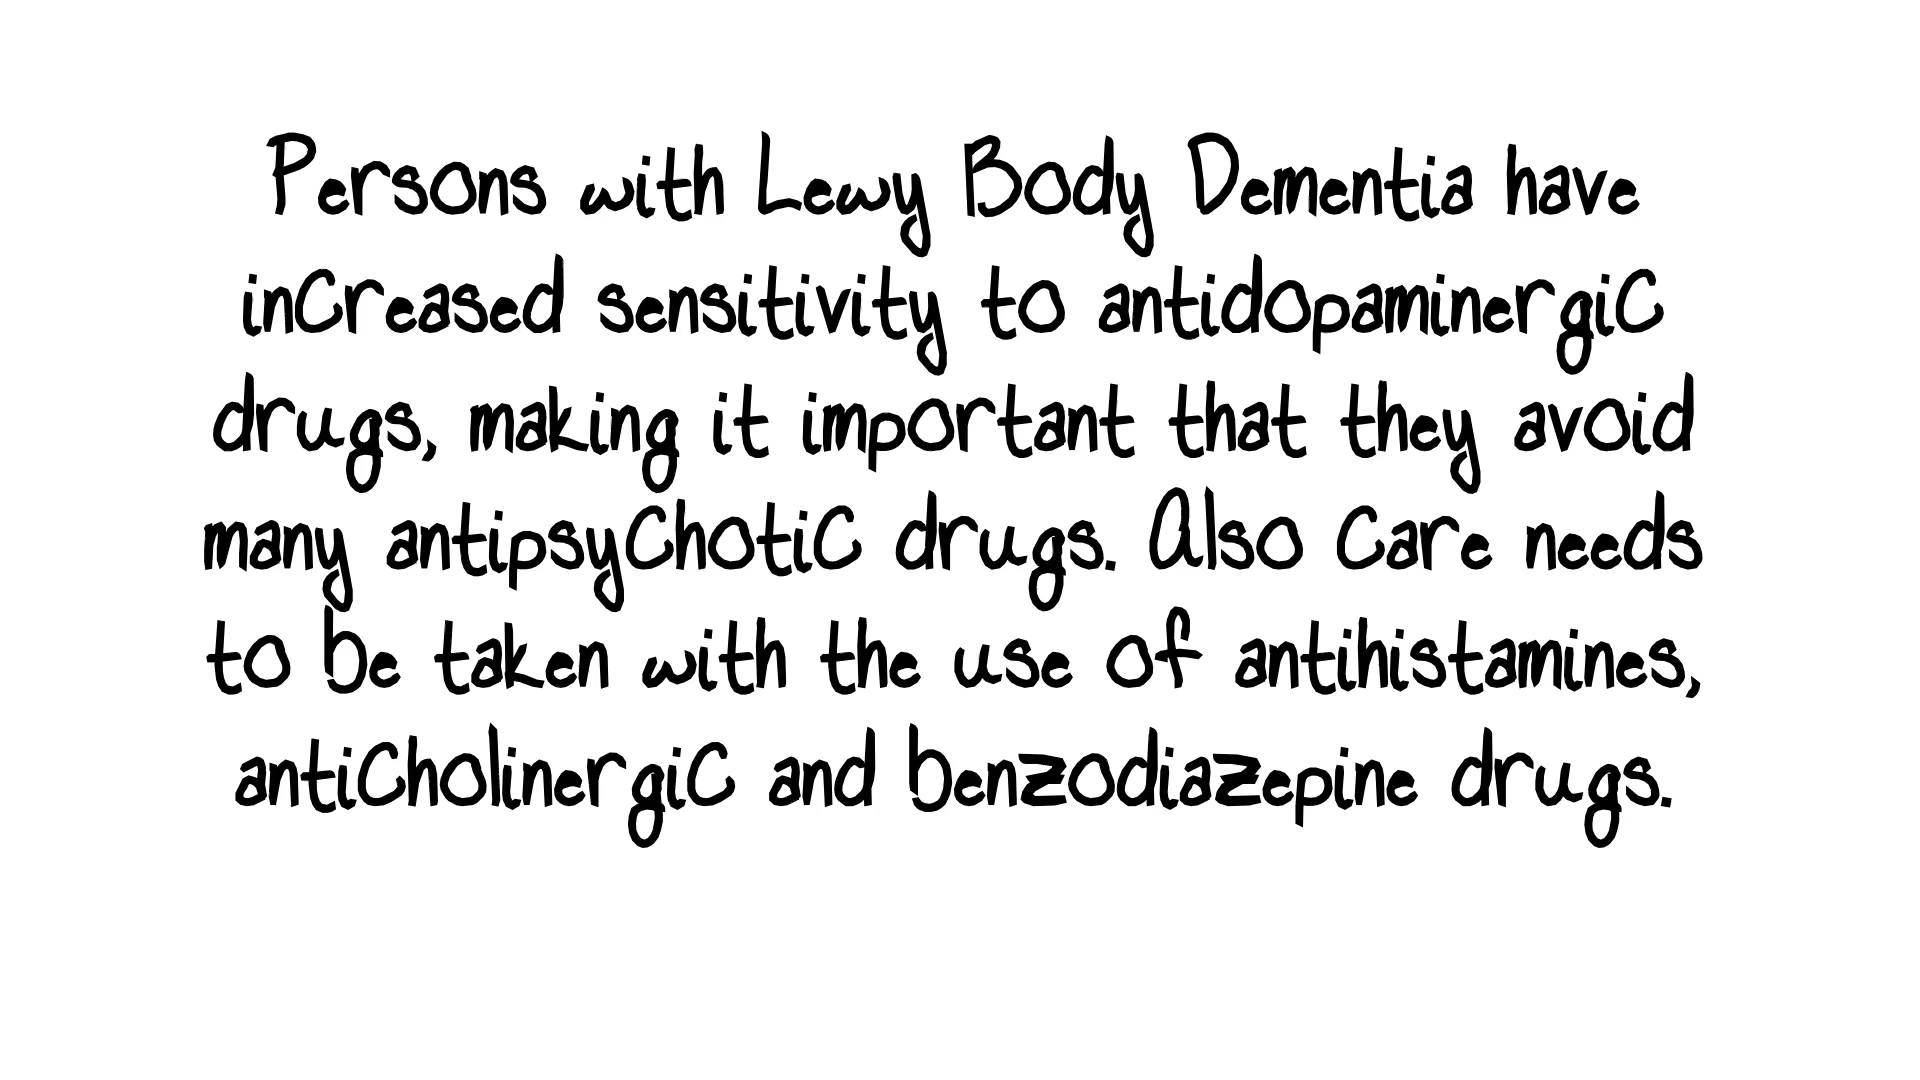 Persons with Lewy Body Dementia have
increased sensitivity to antidopaminergic
drugs, making it important that they avoid
many antipsychotic drugs. Also care needs
to be taken with the use of antihistamines,
anticholinergic and benzodiazepine drugs.